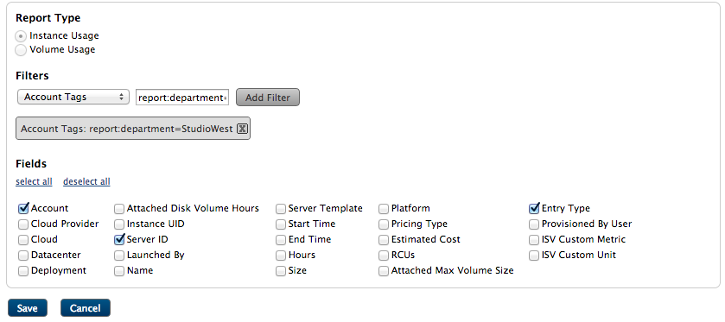 Report Type
Instance Usage
Volume Usage
Filters
Account Tags report:department= Add Filter
Account Tags: report:department=StudioWest X
Fields
select all deselect all
Account Attached Disk Volume Hours Server Template Platform Entry Type
Cloud Provider Instance UID Start Time Pricing Type Provisioned By User
Cloud Server ID End Time Estimated Cost ISV Custom Metric
Datacenter Launched By Hours RCUs ISV Custom Unit
Deployment Name Size Attached Max Volume Size
Save Cancel